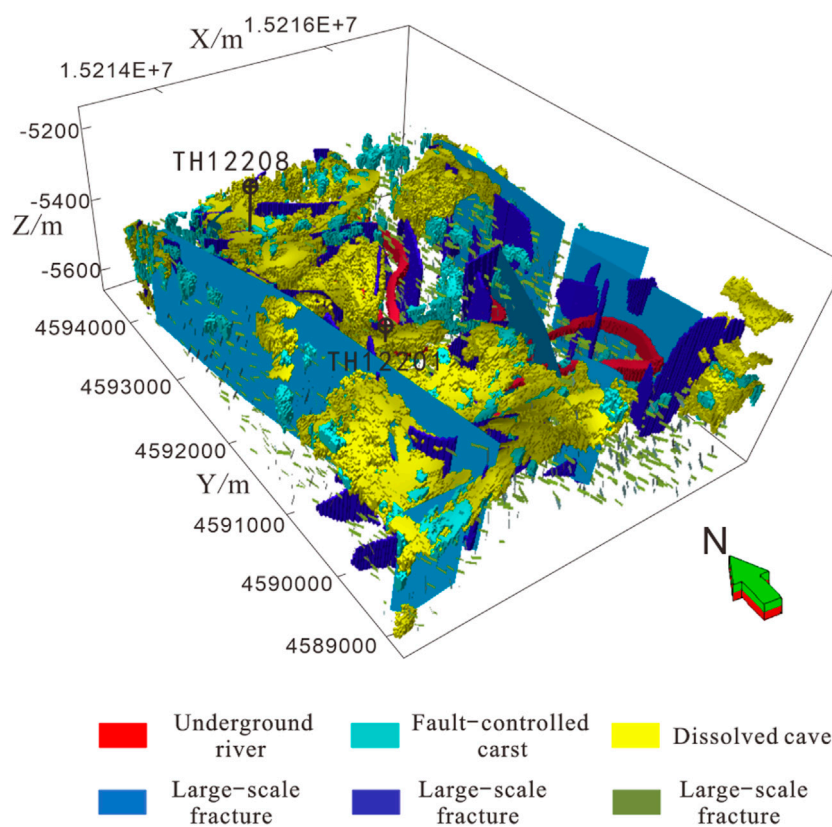 X/m
1.5216E+7
1.5214E+7
-5200
TH12208
-5400
Z/m
-5600
4594000
TH12201
4593000
4592000
Y/m
4591000
N
4590000
4589000
Underground
river
Fault-controlled
carst
Dissolved cave
Large-scale
fracture
Large-scale
fracture
Large-scale
fracture